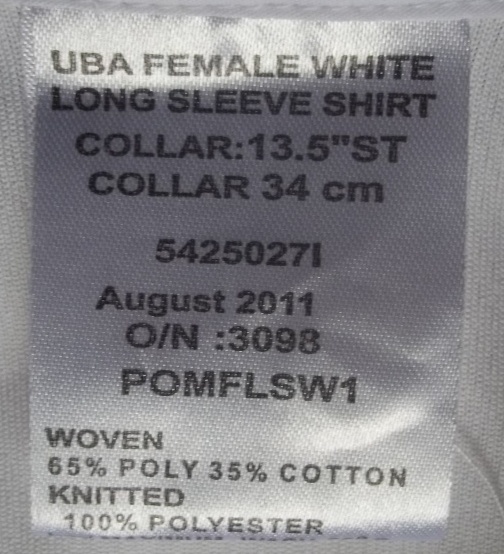 UBA FEMALE WHITE
LONG SLEEVE SHIRT
COLLAR:13.5"ST
COLLAR 34 cm
5425027I
August 2011
O/N :3098
POMFLSW1
WOVEN
65% POLY 35% COTTON
KNITTED
100% POLYESTER